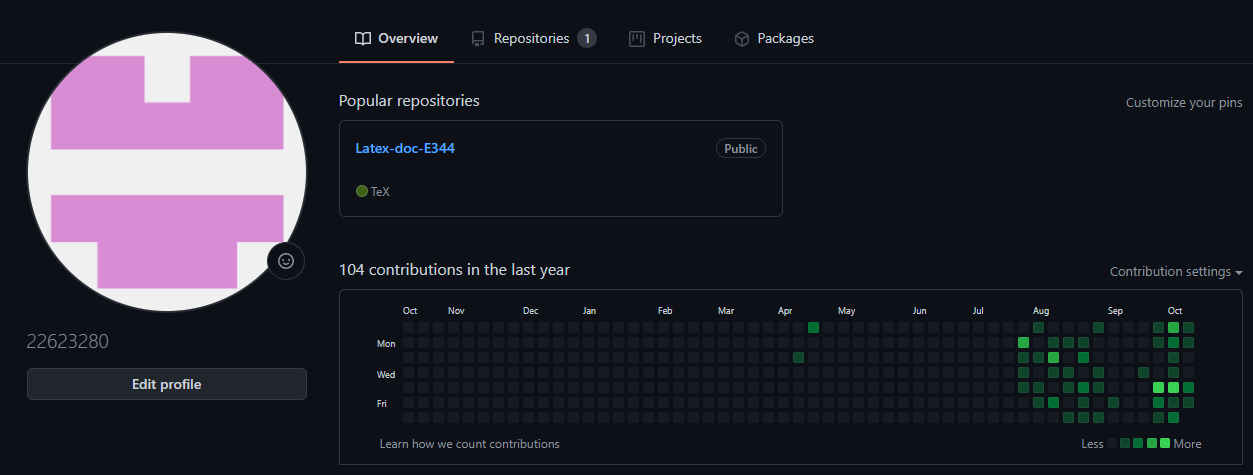 Overview Repositories 1 Projects Packages
Popular repositories Customize your pins
Latex-doc-E344 Public
TeX
22623280
Edit profile
104 contributions in the last year Contribution settings
Oct Nov Dec Jan Feb Mar Apr May Jun Jul Aug Sep Oct
Mon
Wed
Fri
Learn how we count contributions Less More